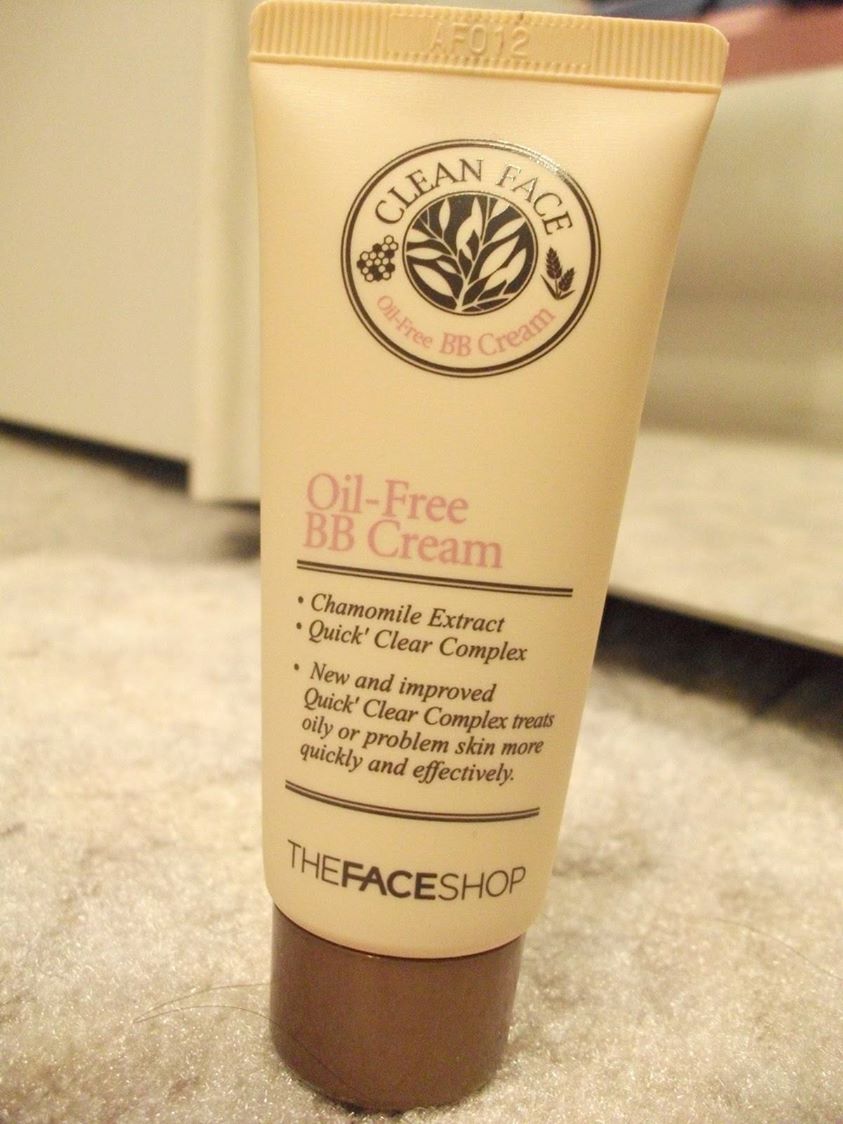 AF012
CLEAN FACE
Oil-Free BB Cream
Oil-Free
BB Cream
• Chamomile Extract
• Quick' Clear Complex
• New and improved
Quick' Clear Complex treats
oily or problem skin more
quickly and effectively.
THEFACESHOP